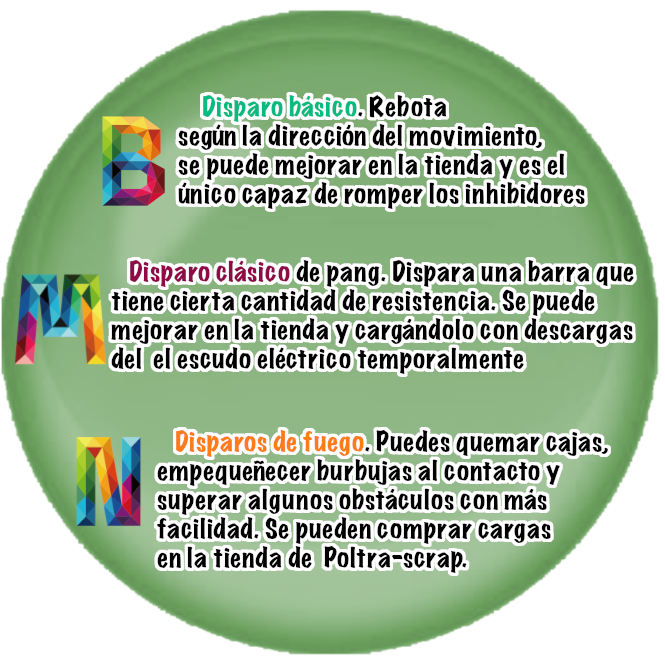 Disparo básico. Rebota
B
según la dirección del movimiento,
se puede mejorar en la tienda y es el
único capaz de romper los inhibidores
Disparo clásico de pang. Dispara una barra que
M
tiene cierta cantidad de resistencia. Se puede
mejorar en la tienda y cargándolo con descargas
del el escudo eléctrico temporalmente
Disparos de fuego. Puedes quemar cajas,
N
empequeñecer burbujas al contacto y
superar algunos obstáculos con más
facilidad. Se pueden comprar cargas
en la tienda de Poltra-scrap.